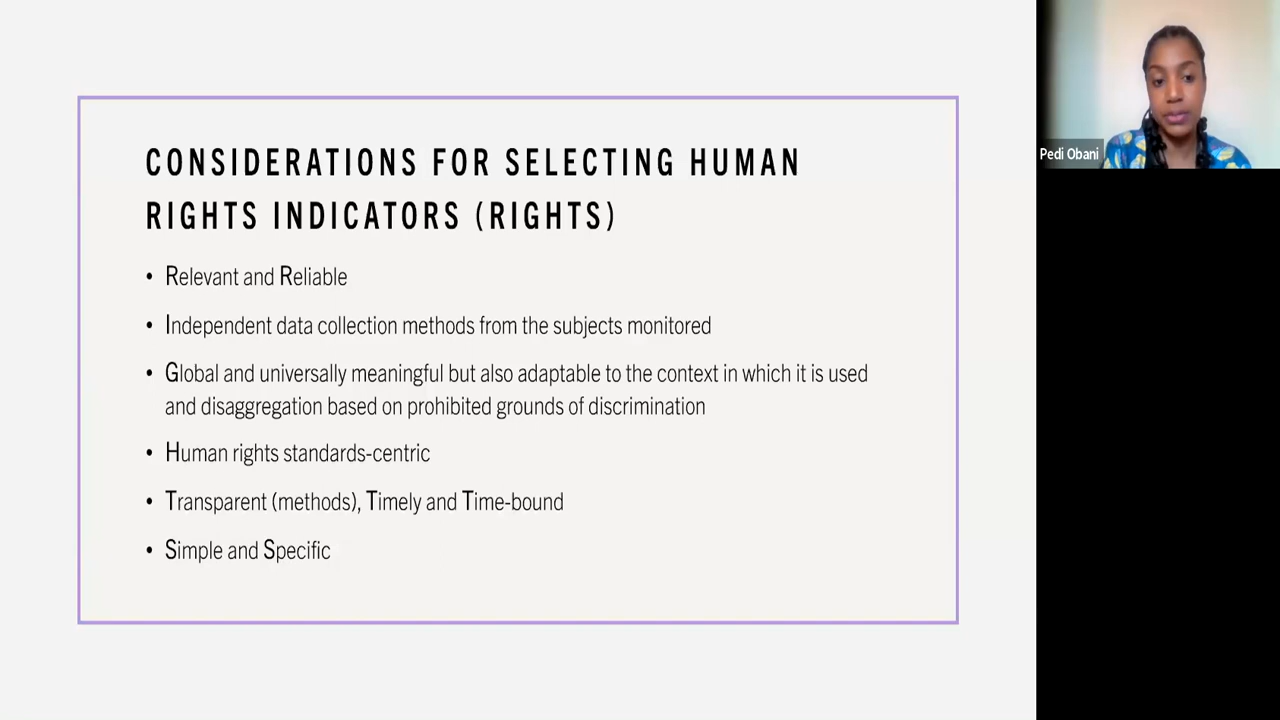 CONSIDERATIONS FOR SELECTING HUMAN
RIGHTS INDICATORS (RIGHTS)
• Relevant and Reliable
• Independent data collection methods from the subjects monitored
• Global and universally meaningful but also adaptable to the context in which it is used
and disaggregation based on prohibited grounds of discrimination
• Human rights standards-centric
• Transparent (methods), Timely and Time-bound
• Simple and Specific
Pedi Obani